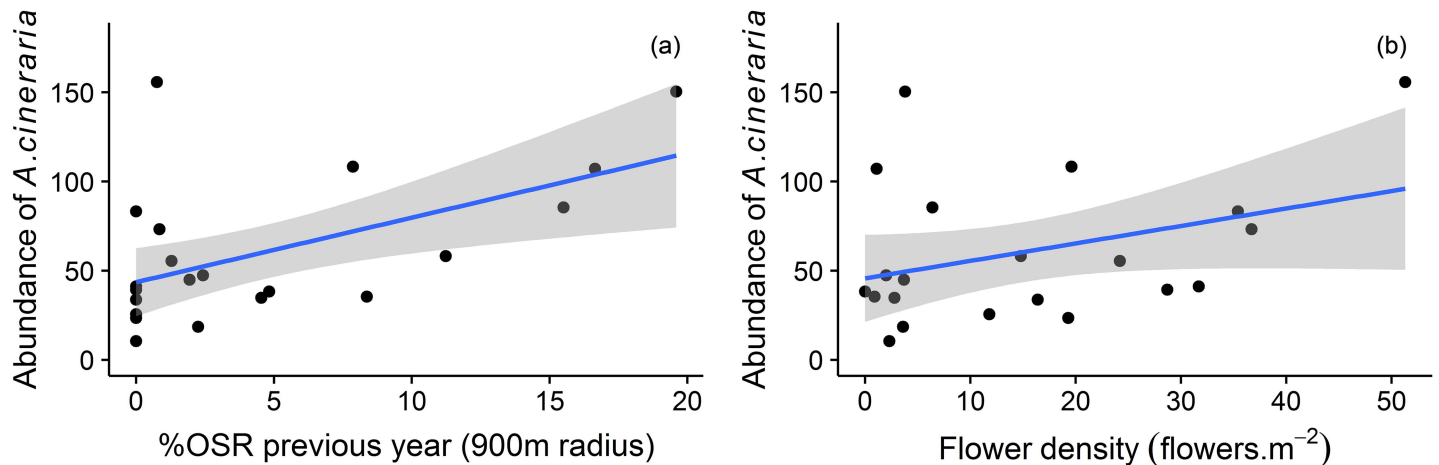 Abundance of A.cineraria
150
100
50
0
(a)
0 5 10 15 20
%OSR previous year (900m radius)
Abundance of A.cineraria
150
100
50
0
(b)
0 10 20 30 40 50
Flower density (flowers.m⁻²)